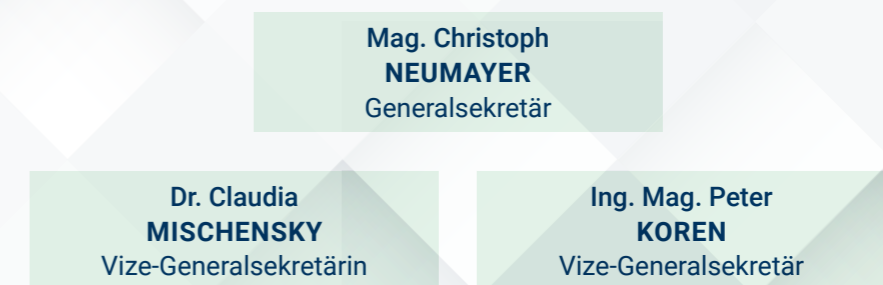 Mag. Christoph
NEUMAYER
Generalsekretär
Dr. Claudia
MISCHENSKY
Vize-Generalsekretärin
Ing. Mag. Peter
KOREN
Vize-Generalsekretär